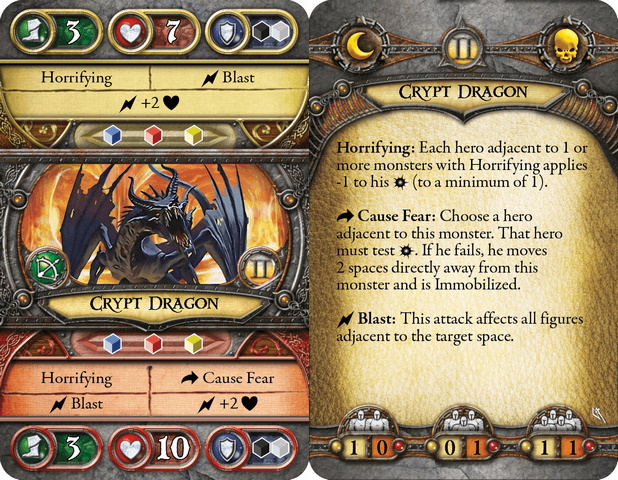 3 7
Horrifying Blast
+2
II
CRYPT DRAGON
Horrifying Cause Fear
Blast +2
3 10
II
CRYPT DRAGON
Horrifying: Each hero adjacent to 1 or
more monsters with Horrifying applies
-1 to his (to a minimum of 1).
Cause Fear: Choose a hero
adjacent to this monster. That hero
must test . If he fails, he moves
2 spaces directly away from this
monster and is Immobilized.
Blast: This attack affects all figures
adjacent to the target space.
1 0 0 1 1 1